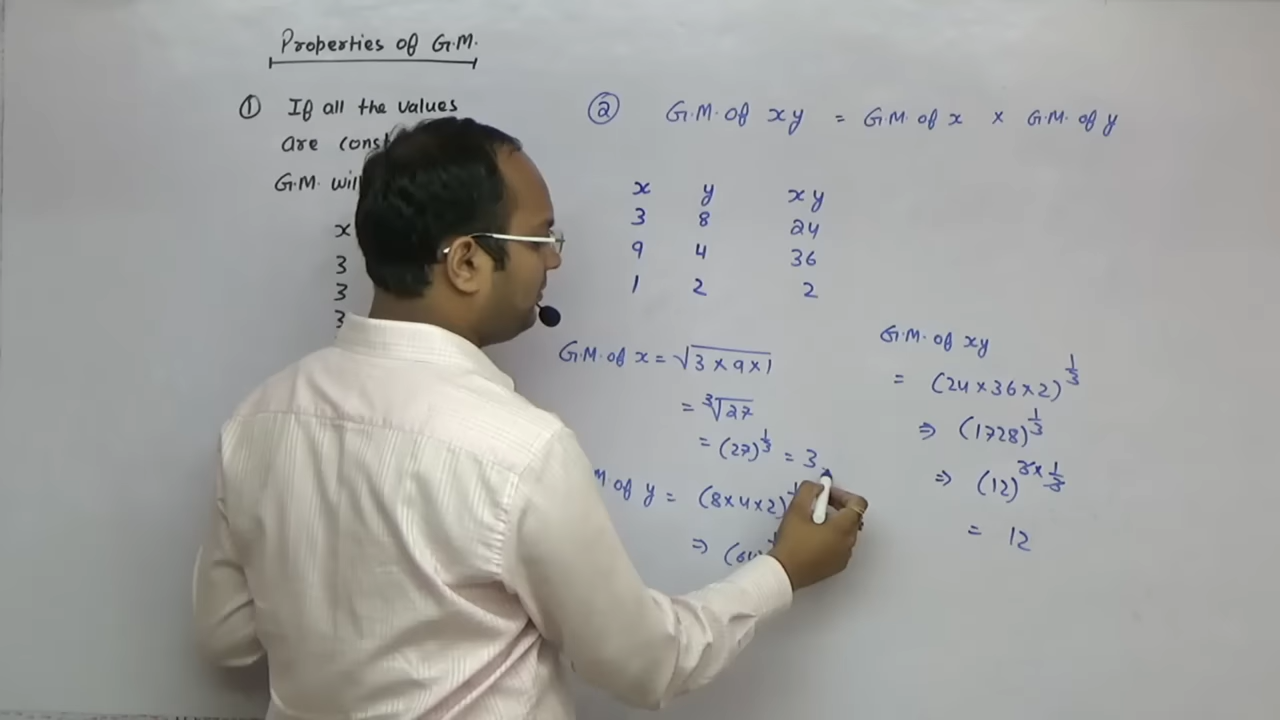 Properties of G.M.
① If all the values
are
G.M.
x
3
3
3
② G.M. of xy = G.M. of x × G.M. of y
x y xy
3 8 24
9 4 36
1 2 2
G.M. of x = √3×9×1
= ³√27
= (27)^1/3 = 3
of y = (8×4×2)
⇒
G.M. of xy
= (24×36×2)^1/3
⇒ (1728)^1/3
⇒ (12)^3×1/3
= 12